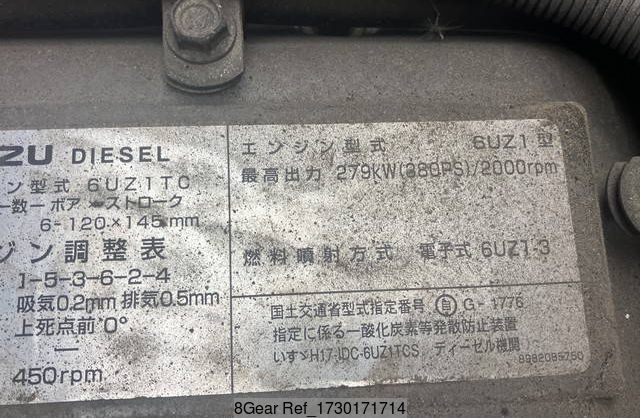 ZU DIESEL
ン型式 6UZ1TC
数一 ボア ーストローク
6-120×145mm
ジン調整表
1-5-3-6-2-4
吸気0.2mm 排気0.5mm
上死点前 0°
450rpm
エンジン型式 6UZ1型
最高出力 279KW(380PS)/2000rpm
燃料噴射方式 電子式 6UZ1-3
国土交通省型式指定番号 自 G-1776
指定に係る一酸化炭素等発散防止装置
いすゞH17-IDC-6UZ1TCS ディーゼル機関
8982085760
8Gear Ref_1730171714